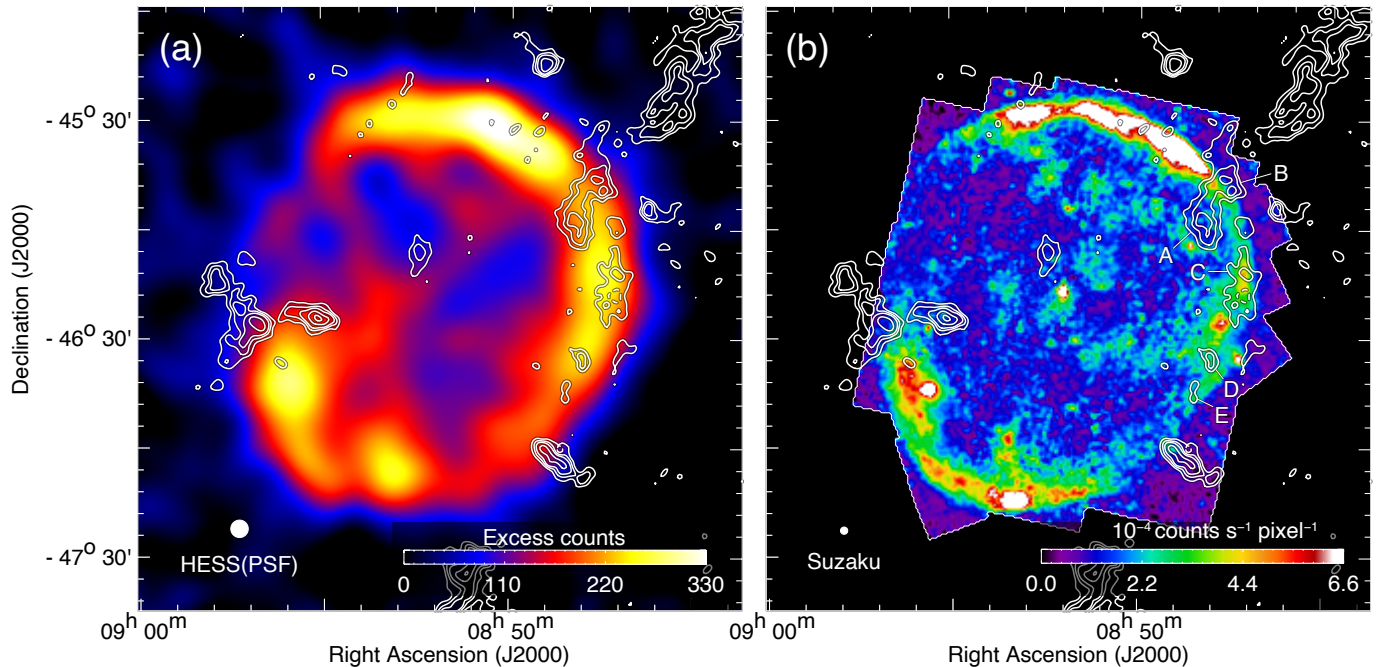 (a)
(b)
Declination (J2000)
- 45° 30'
- 46° 30'
- 47° 30'
B
A
C
D
E
HESS(PSF)
Excess counts
0 110 220 330
Suzaku
10⁻⁴ counts s⁻¹ pixel⁻¹
0.0 2.2 4.4 6.6
09ʰ 00ᵐ 08ʰ 50ᵐ 09ʰ 00ᵐ 08ʰ 50ᵐ
Right Ascension (J2000) Right Ascension (J2000)